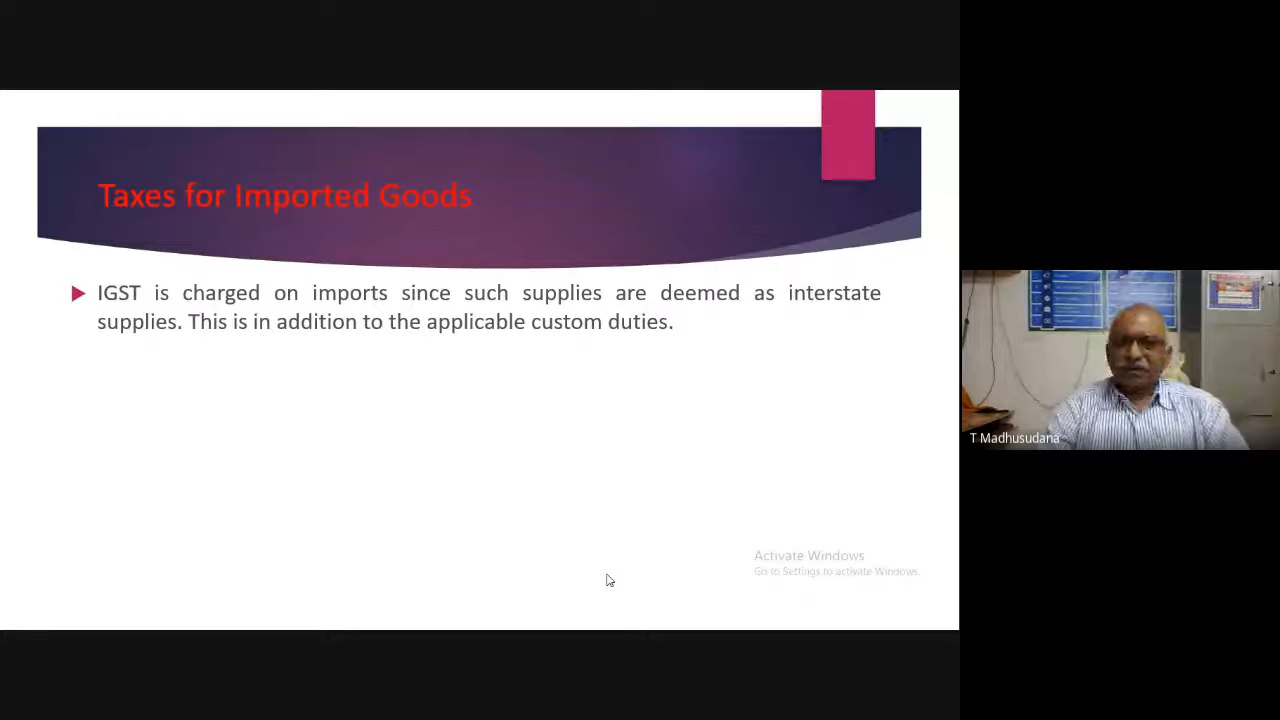 Taxes for Imported Goods
IGST is charged on imports since such supplies are deemed as interstate
supplies. This is in addition to the applicable custom duties.
Activate Windows
Go to Settings to activate Windows.
T Madhusudana